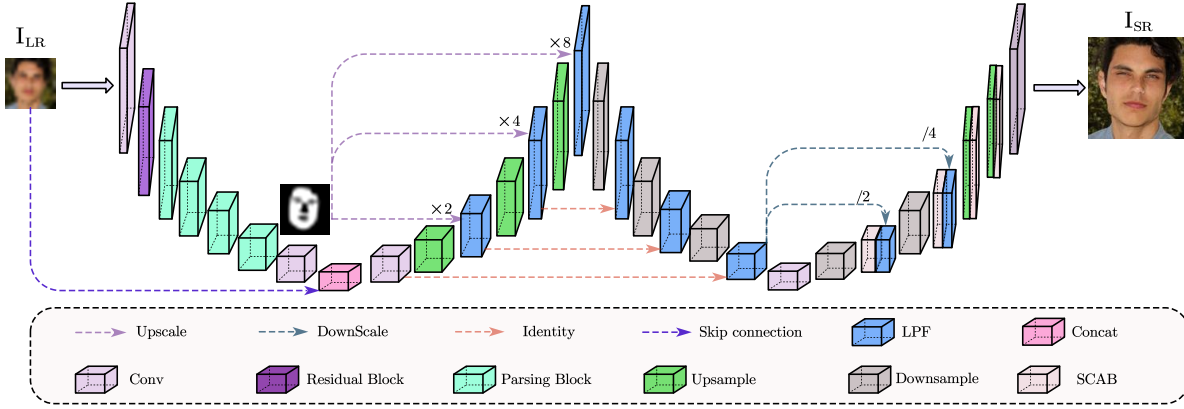 I_LR
I_SR
×8
×4
×2
/4
/2
Upscale DownScale Identity Skip connection LPF Concat
Conv Residual Block Parsing Block Upsample Downsample SCAB